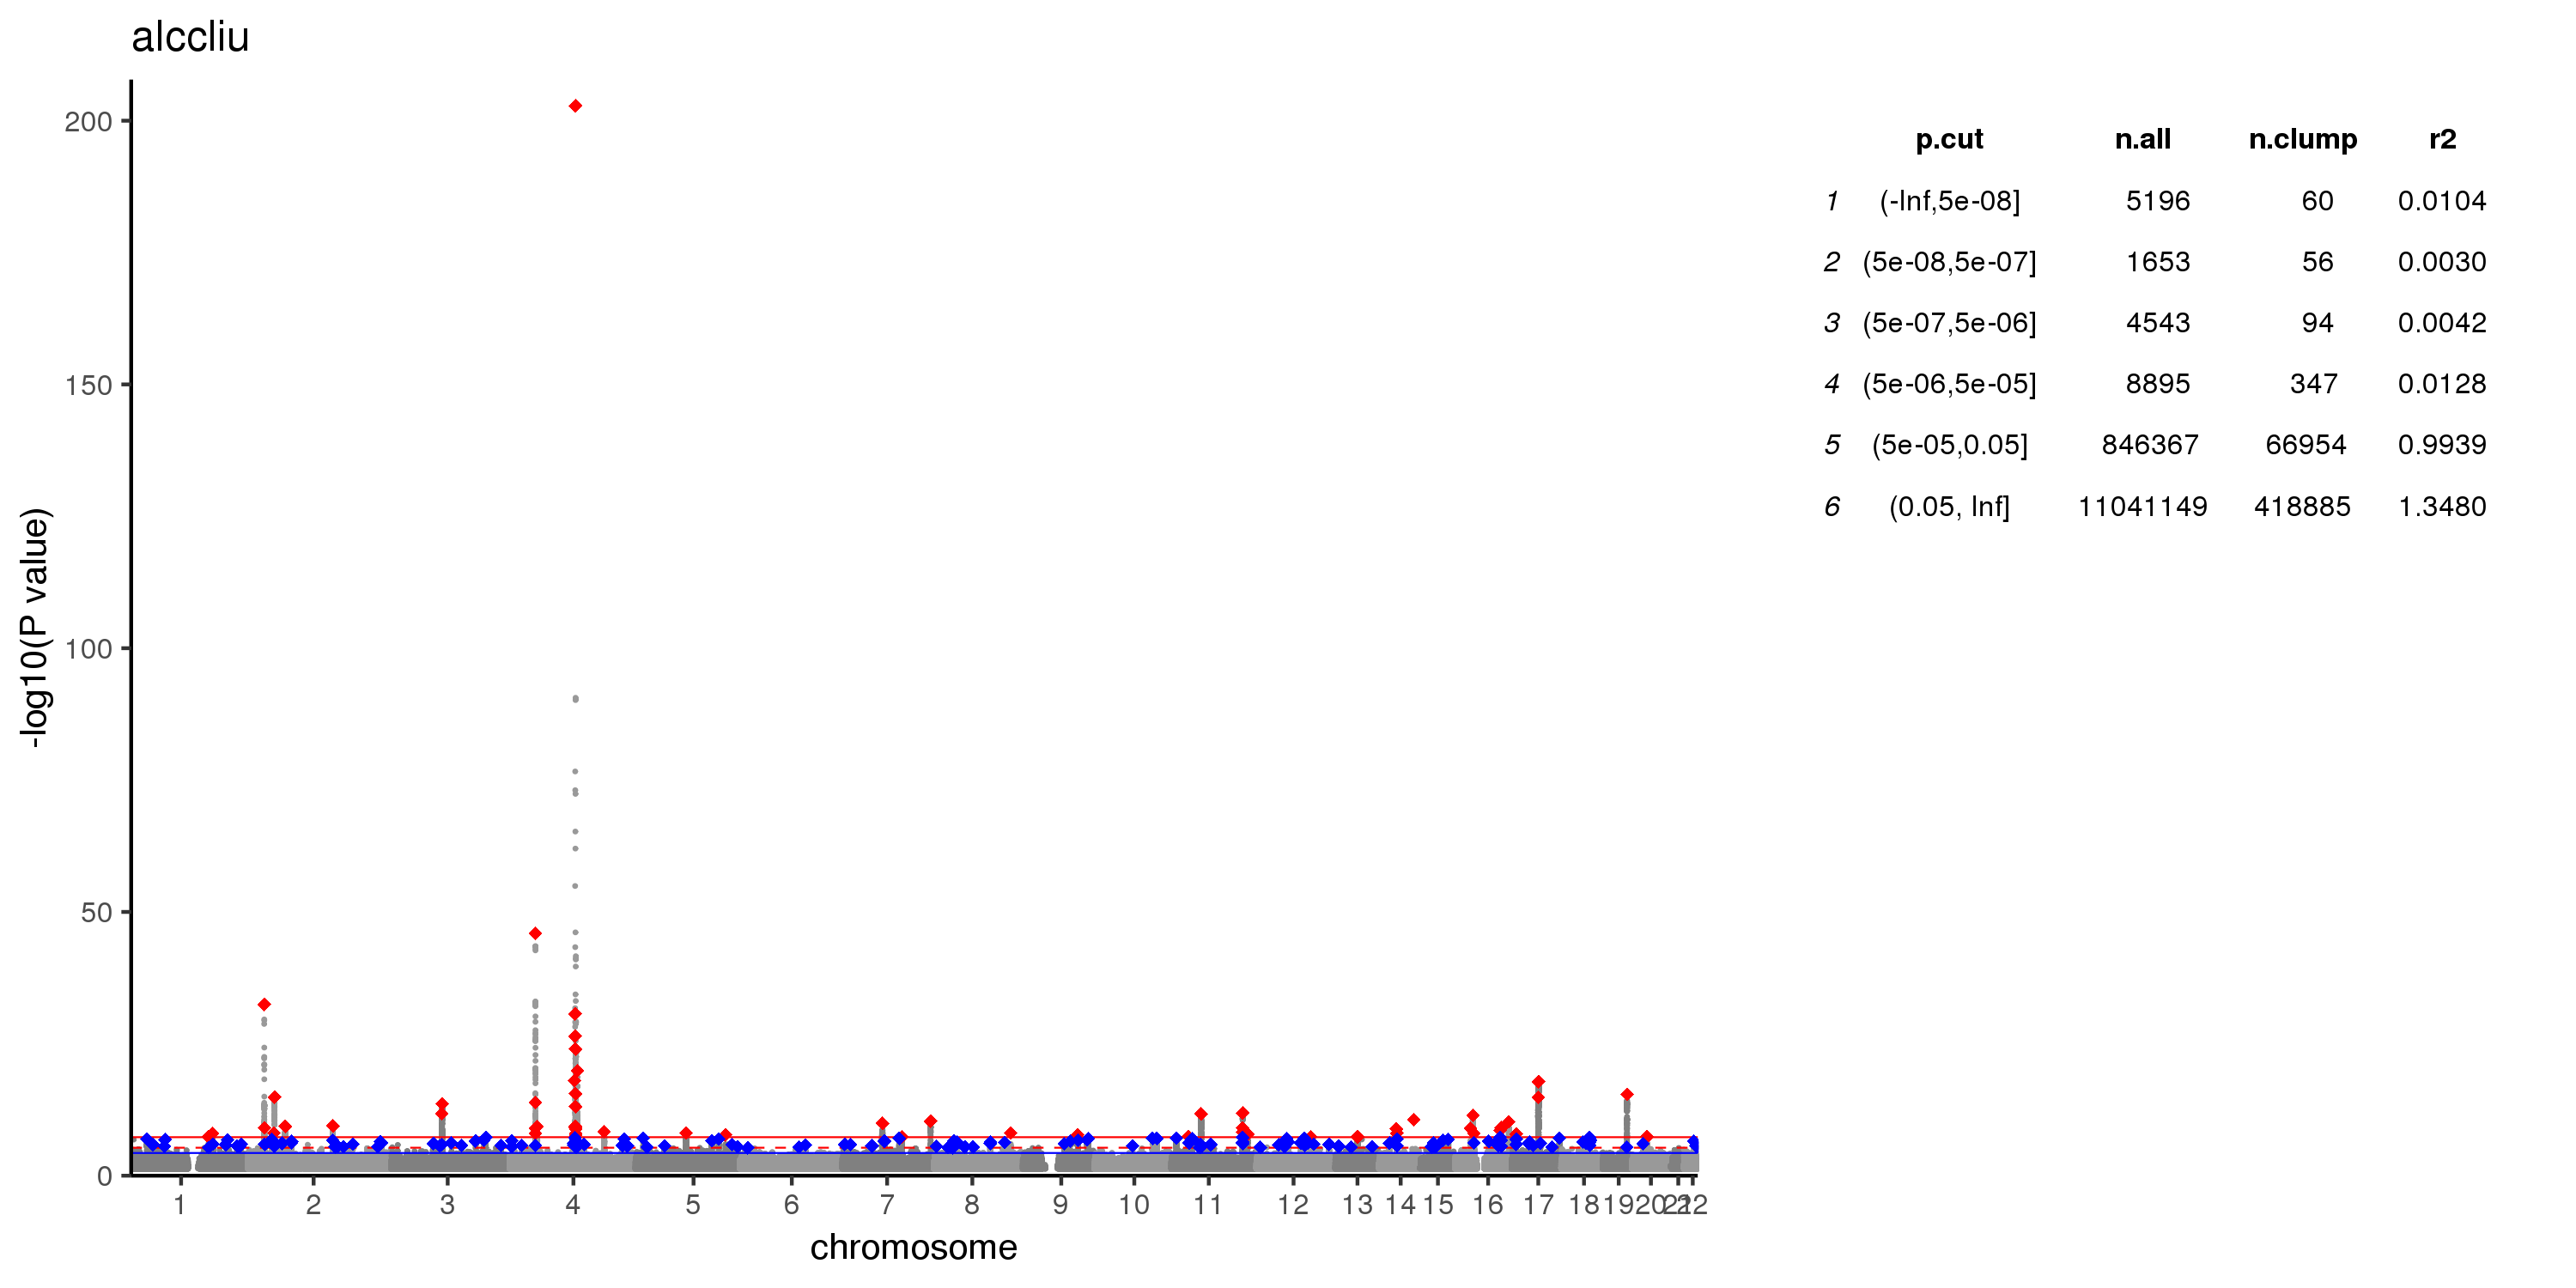 alccliu
-log10(P value)
200
150
100
50
0
1 2 3 4 5 6 7 8 9 10 11 12 13 14 15 16 17 18 19 20 21 22
chromosome
p.cut n.all n.clump r2
1 (-Inf,5e-08] 5196 60 0.0104
2 (5e-08,5e-07] 1653 56 0.0030
3 (5e-07,5e-06] 4543 94 0.0042
4 (5e-06,5e-05] 8895 347 0.0128
5 (5e-05,0.05] 846367 66954 0.9939
6 (0.05, Inf] 11041149 418885 1.3480